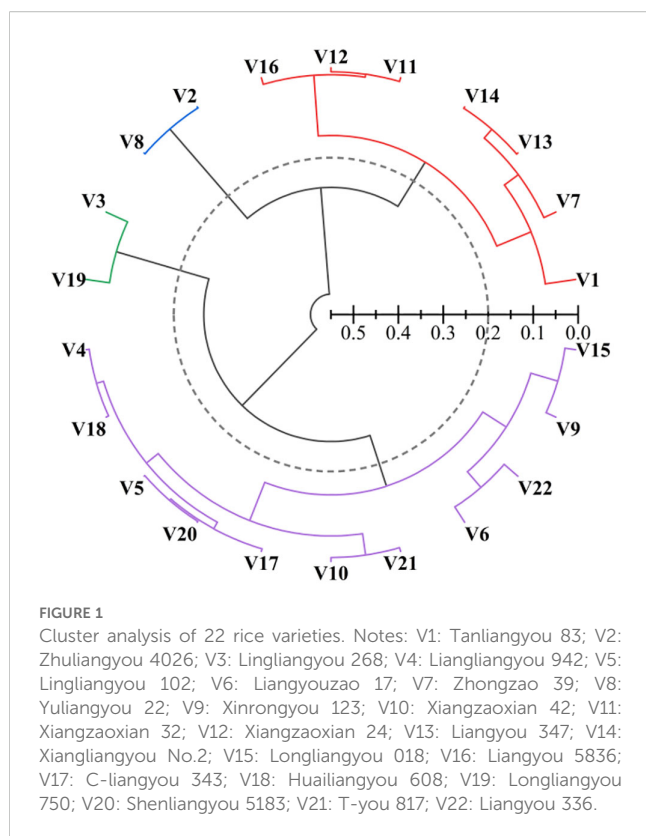 V12
V16
V11
V2
V14
V8
V13
V3
V7
V19
V1
0.5 0.4 0.3 0.2 0.1 0.0
V4
V15
V18
V9
V5
V22
V20
V6
V17
V10
V21
FIGURE 1
Cluster analysis of 22 rice varieties. Notes: V1: Tanliangyou 83; V2:
Zhuliangyou 4026; V3: Lingliangyou 268; V4: Liangliangyou 942; V5:
Lingliangyou 102; V6: Liangyouzao 17; V7: Zhongzao 39; V8:
Yuliangyou 22; V9: Xinrongyou 123; V10: Xiangzaoxian 42; V11:
Xiangzaoxian 32; V12: Xiangzaoxian 24; V13: Liangyou 347; V14:
Xiangliangyou No.2; V15: Longliangyou 018; V16: Liangyou 5836;
V17: C-liangyou 343; V18: Huailiangyou 608; V19: Longliangyou
750; V20: Shenliangyou 5183; V21: T-you 817; V22: Liangyou 336.